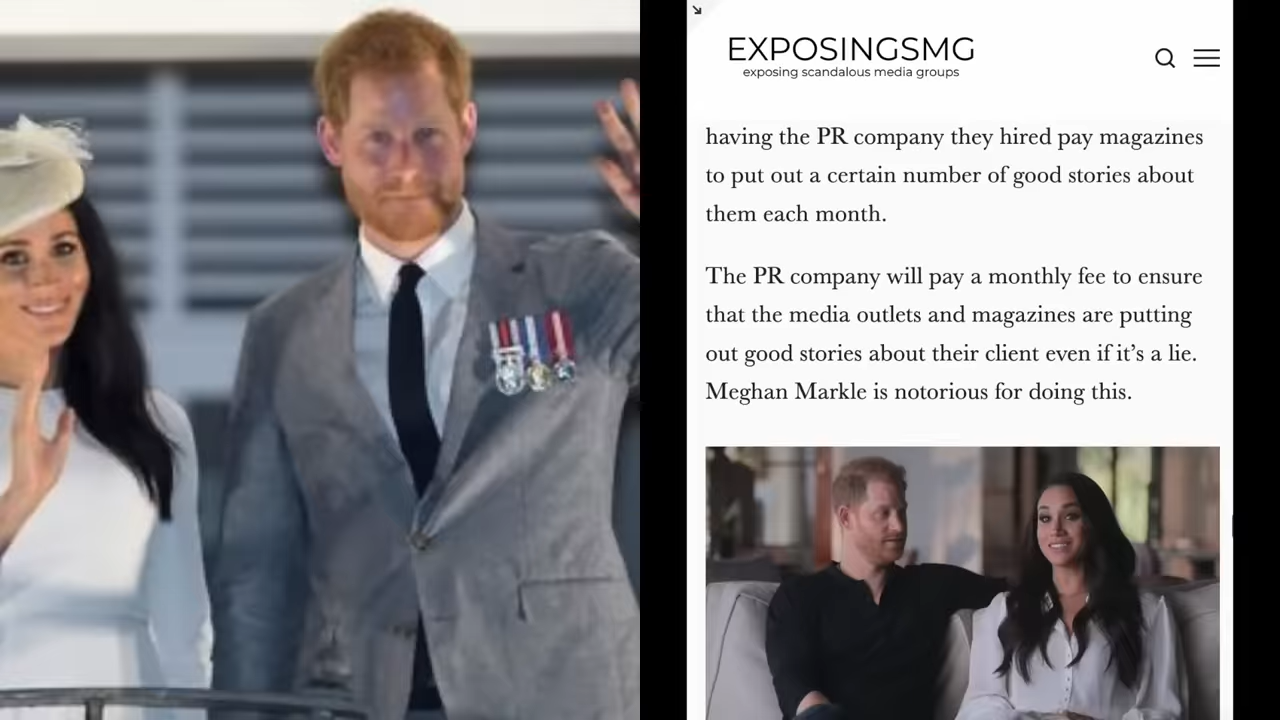 EXPOSINGSMG
exposing scandalous media groups
having the PR company they hired pay magazines
to put out a certain number of good stories about
them each month.
The PR company will pay a monthly fee to ensure
that the media outlets and magazines are putting
out good stories about their client even if it’s a lie.
Meghan Markle is notorious for doing this.